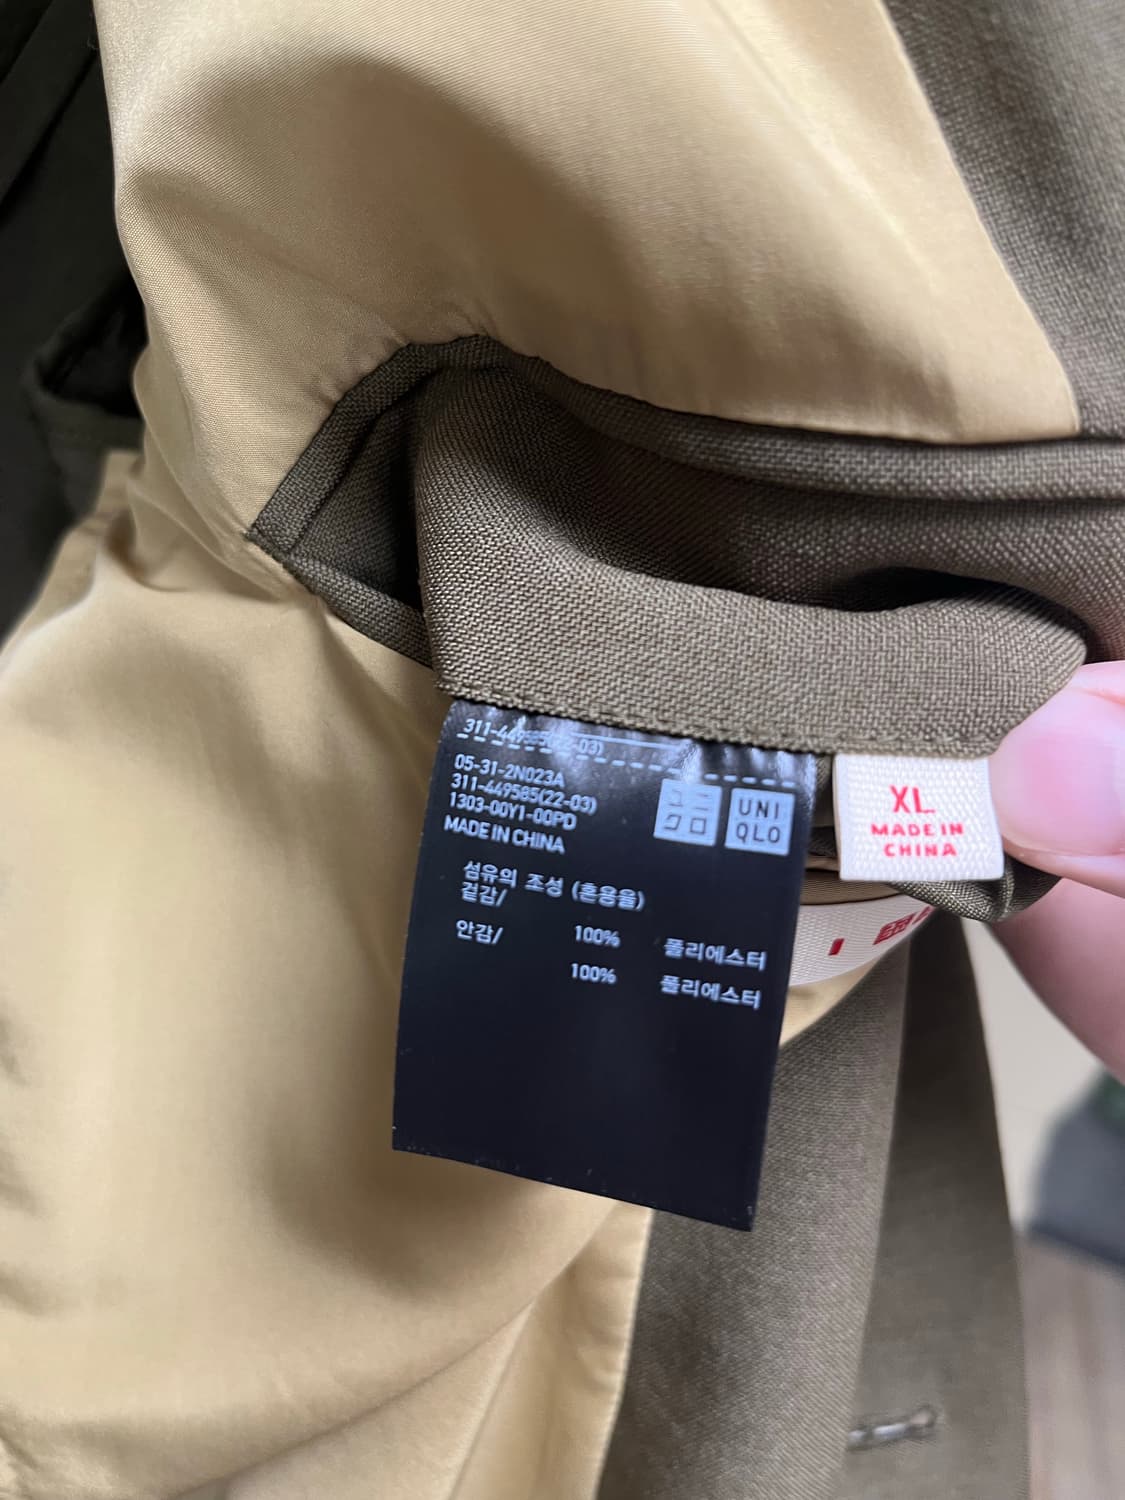 311-449585(22-03)
05-31-2N023A
311-449585(22-03)
1303-00Y1-00PD
MADE IN CHINA
ユニ
クロ
UNI
QLO
섬유의 조성 (혼용율)
겉감/
100% 폴리에스터
안감/
100% 폴리에스터
XL
MADE IN
CHINA